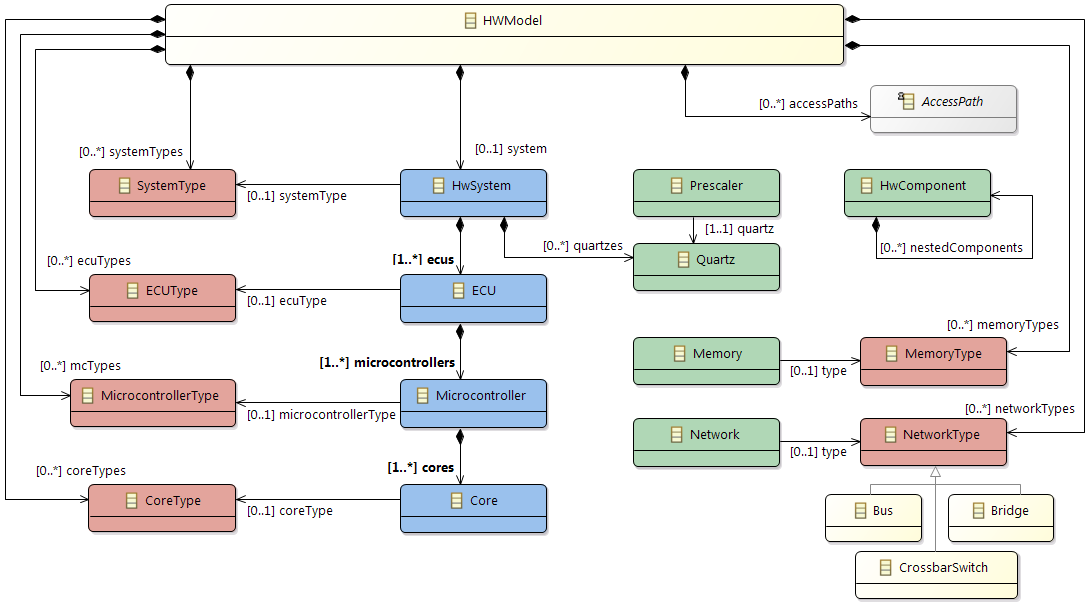 HWModel
[0..*] accessPaths
AccessPath
[0..*] systemTypes
[0..1] system
SystemType
[0..1] systemType
HwSystem
Prescaler
HwComponent
[1..1] quartz
[0..*] quartzes
Quartz
[0..*] nestedComponents
[0..*] ecuTypes
[1..*] ecus
ECUType
[0..1] ecuType
ECU
[0..*] memoryTypes
Memory
[0..1] type
MemoryType
[1..*] microcontrollers
[0..*] mcTypes
MicrocontrollerType
[0..1] microcontrollerType
Microcontroller
[0..*] networkTypes
Network
[0..1] type
NetworkType
[0..*] coreTypes
[1..*] cores
CoreType
[0..1] coreType
Core
Bus
Bridge
CrossbarSwitch